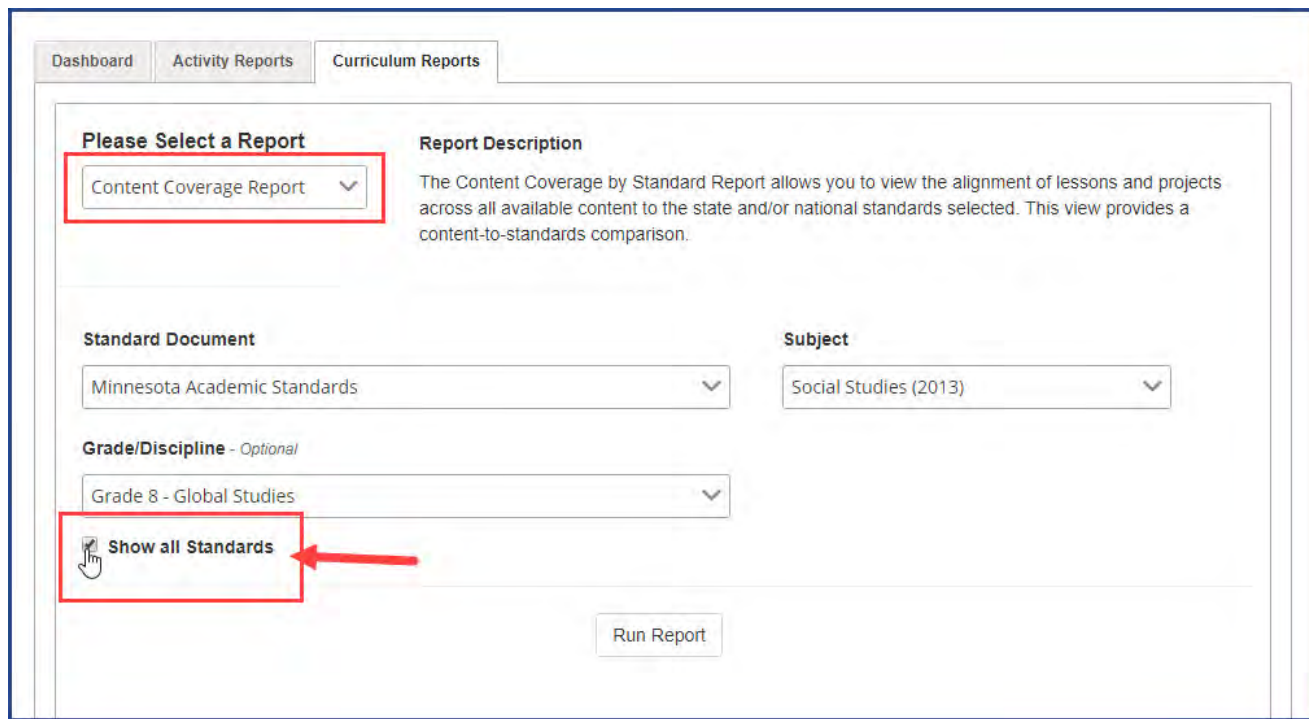 Dashboard
Activity Reports
Curriculum Reports
Please Select a Report
Content Coverage Report
Report Description
The Content Coverage by Standard Report allows you to view the alignment of lessons and projects
across all available content to the state and/or national standards selected. This view provides a
content-to-standards comparison.
Standard Document
Minnesota Academic Standards
Subject
Social Studies (2013)
Grade/Discipline - Optional
Grade 8 - Global Studies
Show all Standards
Run Report